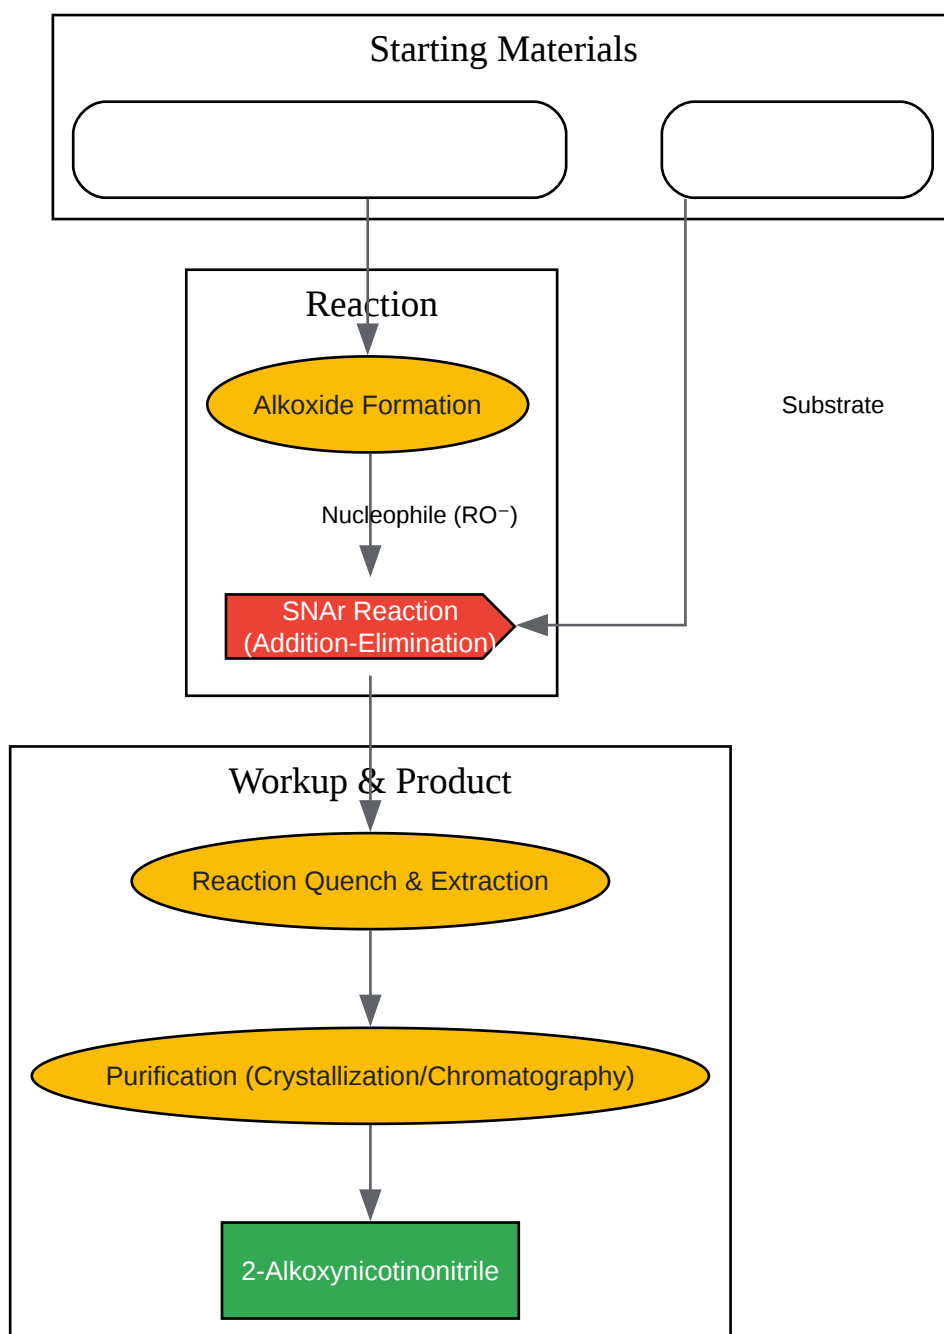 Starting Materials
Reaction
Alkoxide Formation
Substrate
Nucleophile (RO⁻)
SNAr Reaction
(Addition-Elimination)
Workup & Product
Reaction Quench & Extraction
Purification (Crystallization/Chromatography)
2-Alkoxynicotinonitrile